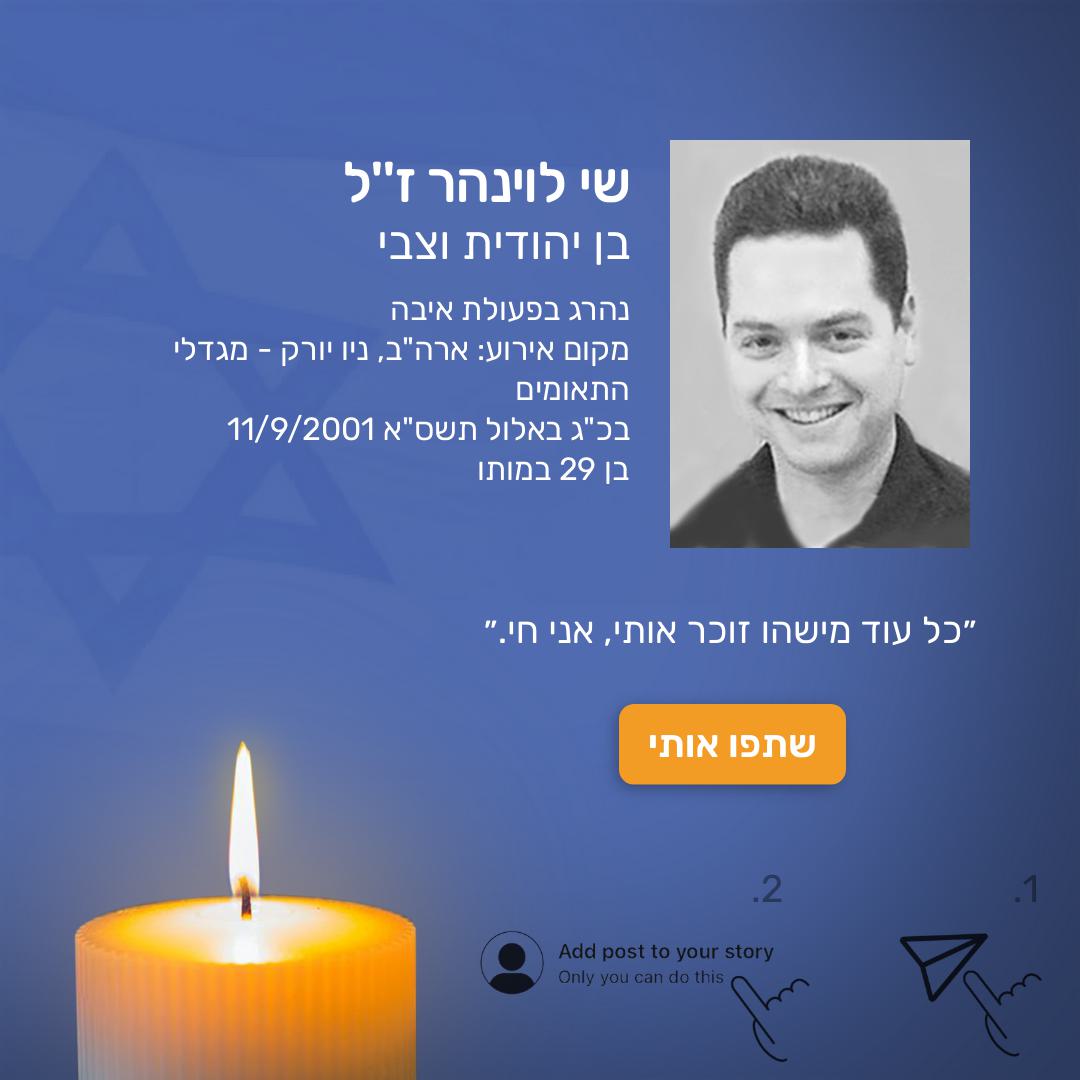 שי לוינהר ז"ל
בן יהודית וצבי
נהרג בפעולת איבה
מקום אירוע: ארה"ב, ניו יורק - מגדלי
התאומים
בכ"ג באלול תשס"א 11/9/2001
בן 29 במותו
״כל עוד מישהו זוכר אותי, אני חי.״
שתפו אותי
1.
2.
Add post to your story
Only you can do this